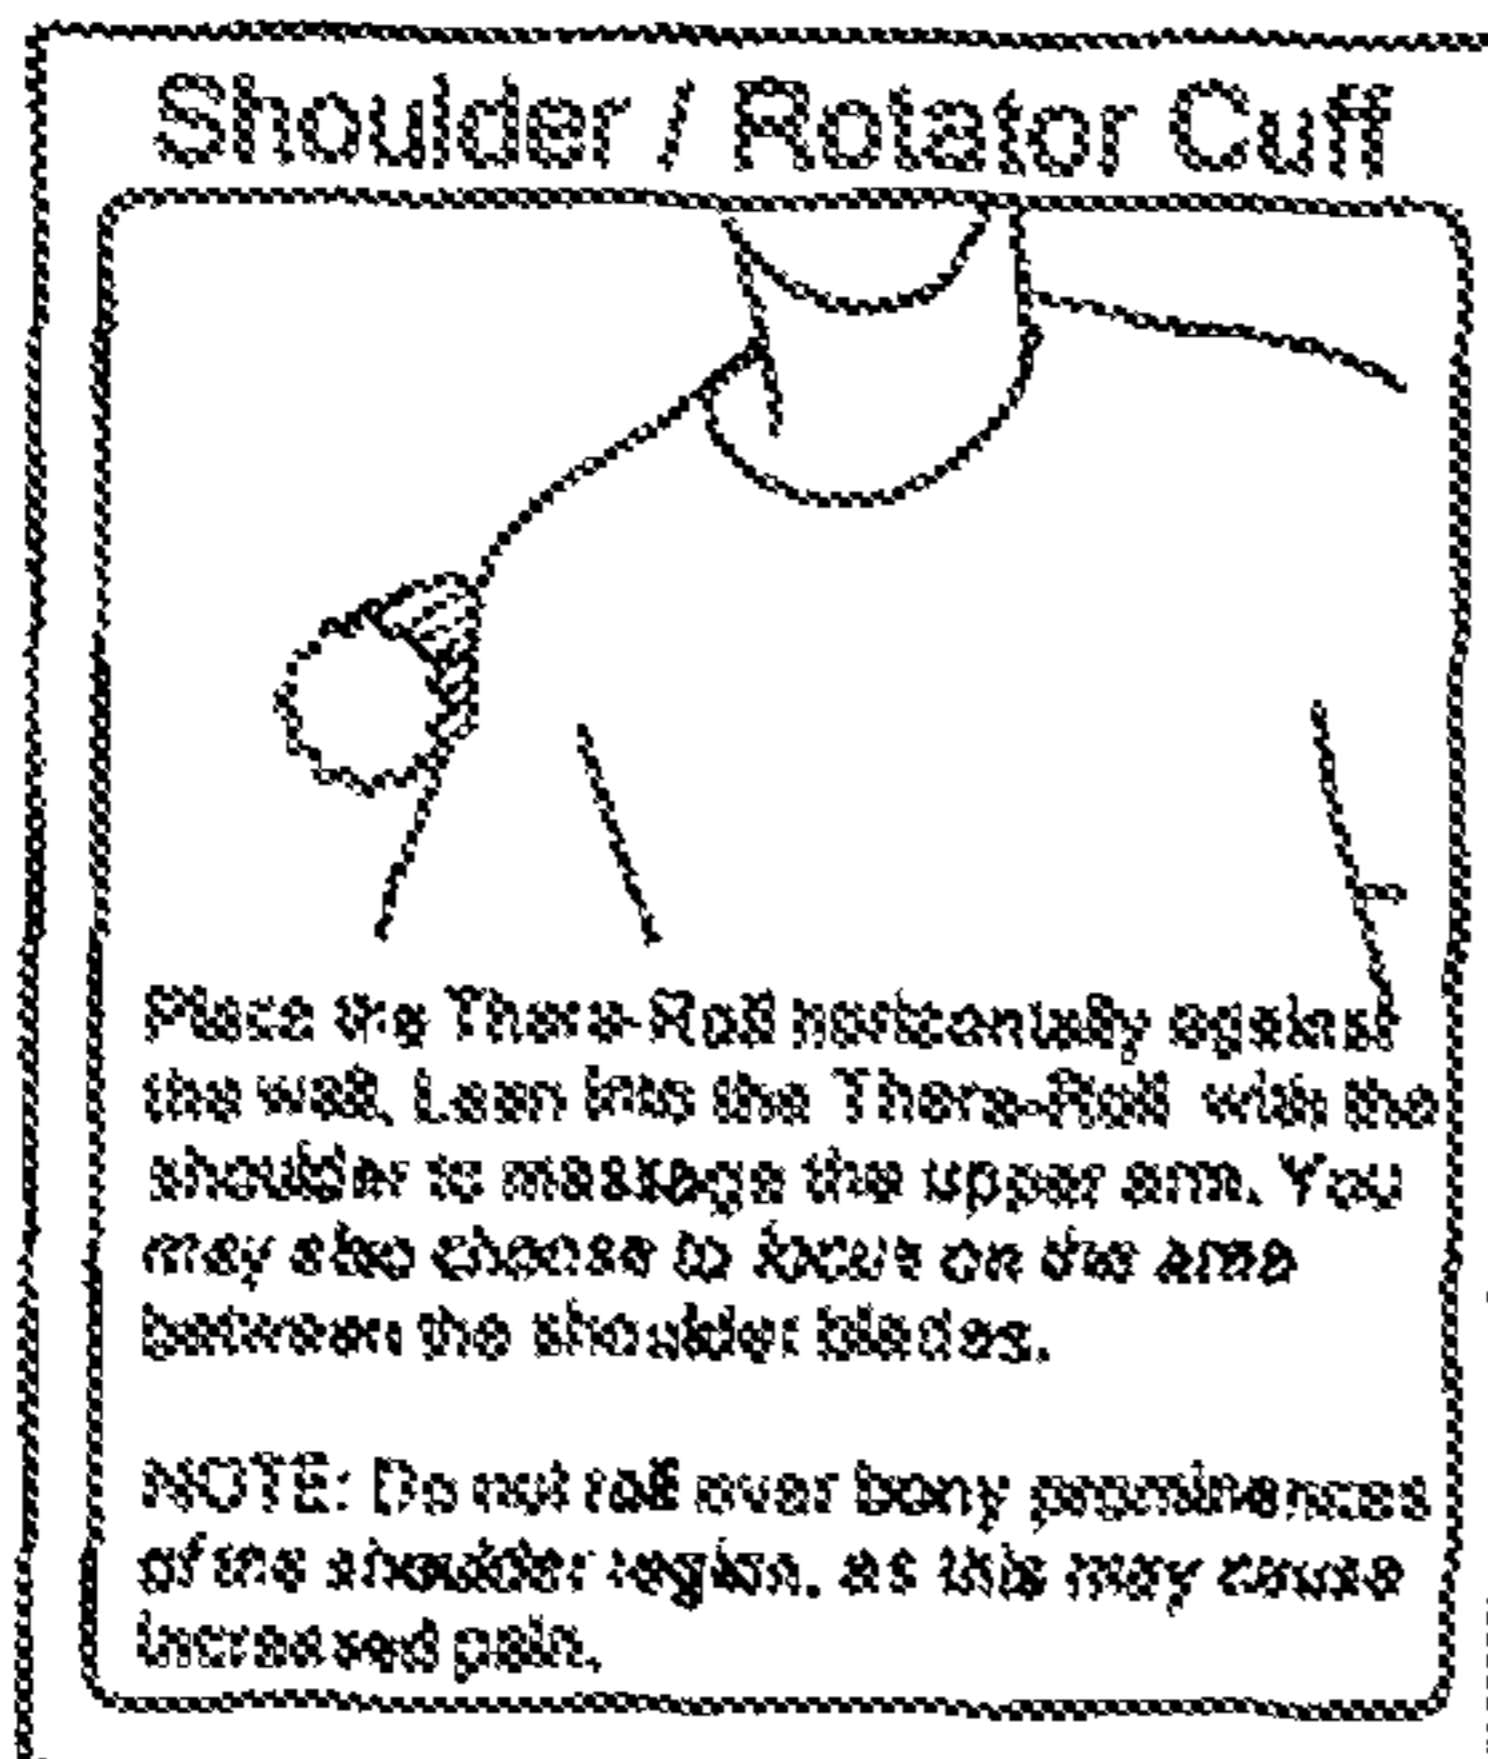 Shoulder / Rotator Cuff
Place the Thera-Roll horizontally against
the wall. Lean into the Thera-Roll with the
shoulder to massage the upper arm. You
may also choose to focus on the area
between the shoulder blades.
NOTE: Do not roll over bony prominences
of the shoulder region, as this may cause
increased pain.